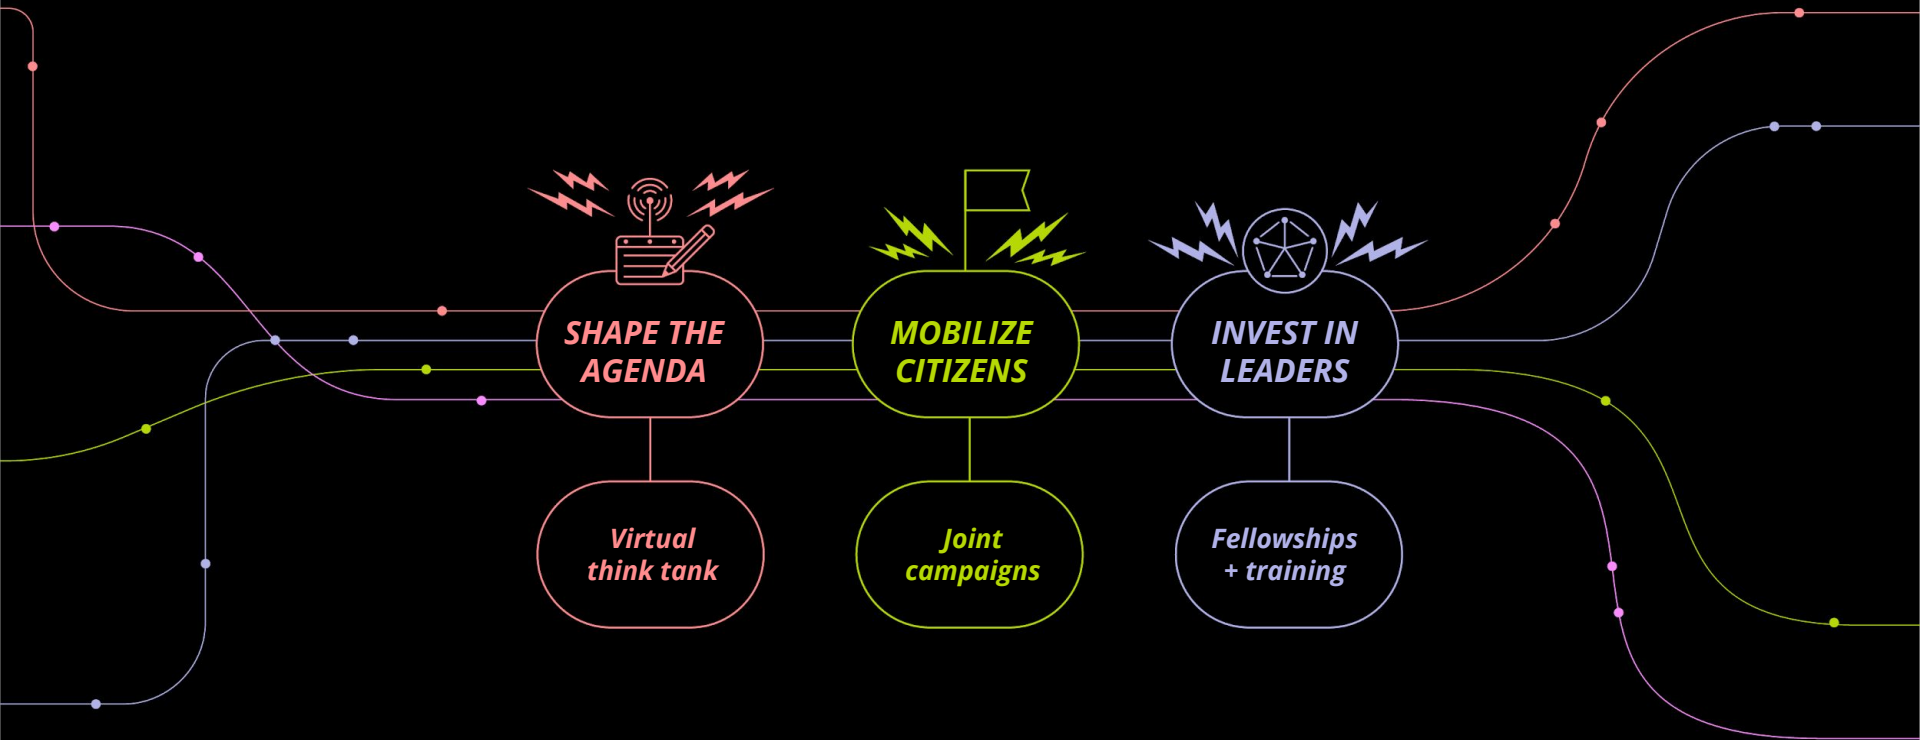 SHAPE THE
AGENDA
MOBILIZE
CITIZENS
INVEST IN
LEADERS
Virtual
think tank
Joint
campaigns
Fellowships
+ training